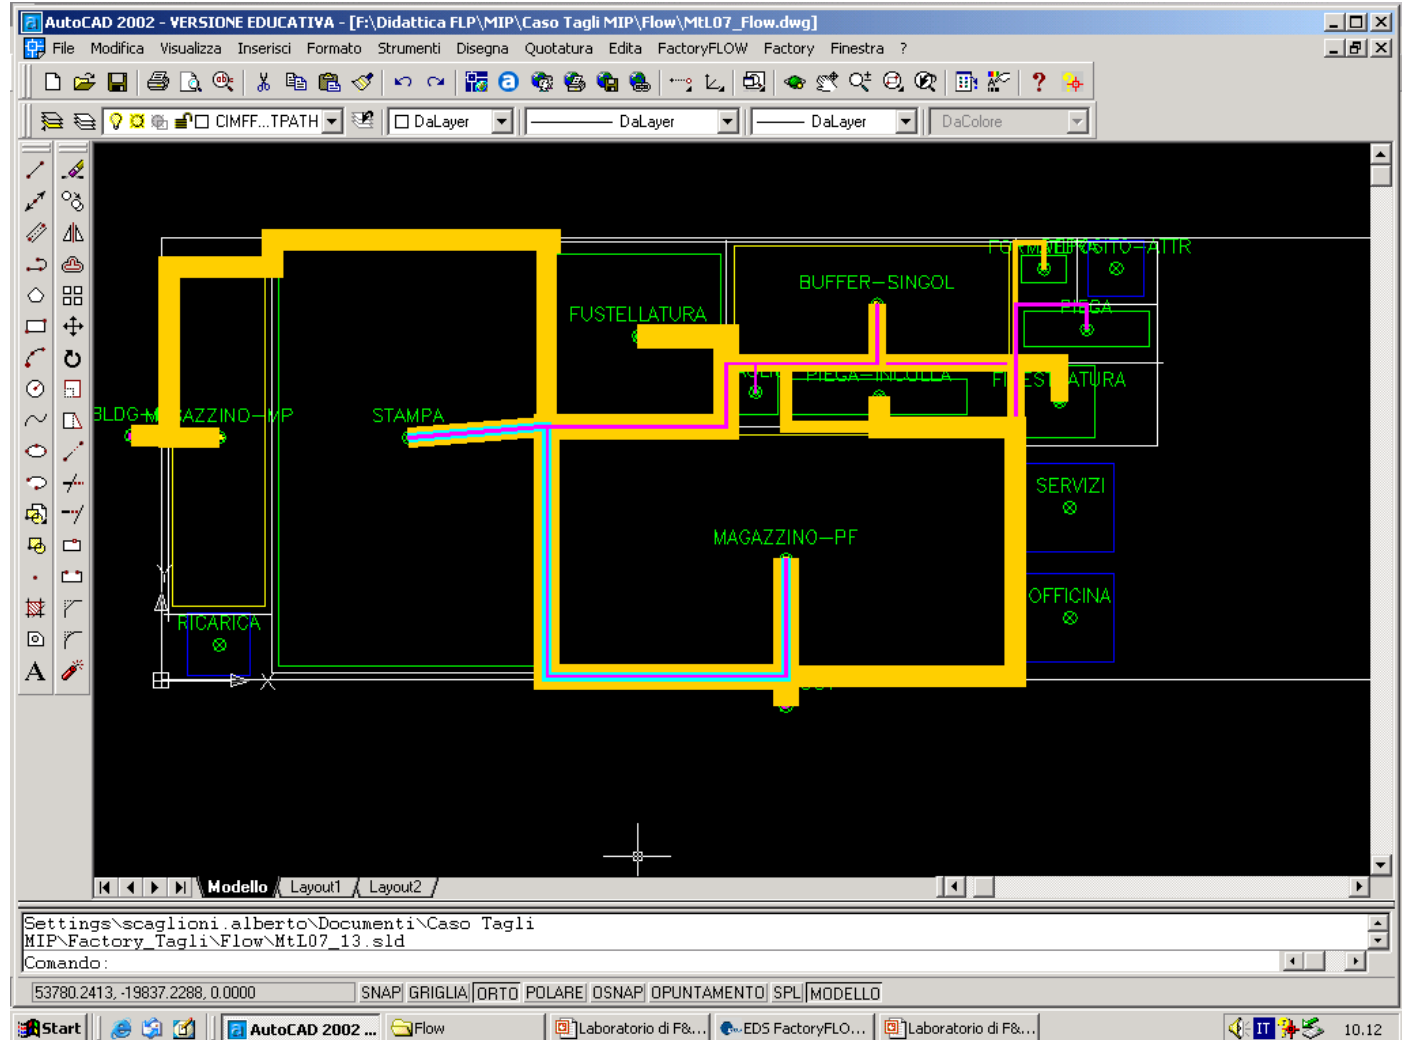 AutoCAD 2002 - VERSIONE EDUCATIVA - [F:\Didattica FLP\MIP\Caso Tagli MIP\Flow\MtL07_Flow.dwg]
File Modifica Visualizza Inserisci Formato Strumenti Disegna Quotatura Edita FactoryFLOW Factory Finestra ?
CIMFF...TPATH DaLayer DaLayer DaLayer DaColore
BUFFER-SINGOL
FUSTELLATURA
PIEGA
PIEGA-INCOLLA
STAMPA
SERVIZI
MAGAZZINO-PF
OFFICINA
RICARICA
Y
X
Modello Layout1 Layout2
Settings\scaglioni.alberto\Documenti\Caso Tagli
MIP\Factory_Tagli\Flow\MtL07_13.sld
Comando:
53780.2413, -19837.2288, 0.0000 SNAP GRIGLIA ORTO POLARE OSNAP OPUNTAMENTO SPL MODELLO
Start AutoCAD 2002 ... Flow Laboratorio di F&... EDS FactoryFLO... Laboratorio di F&... IT 10.12